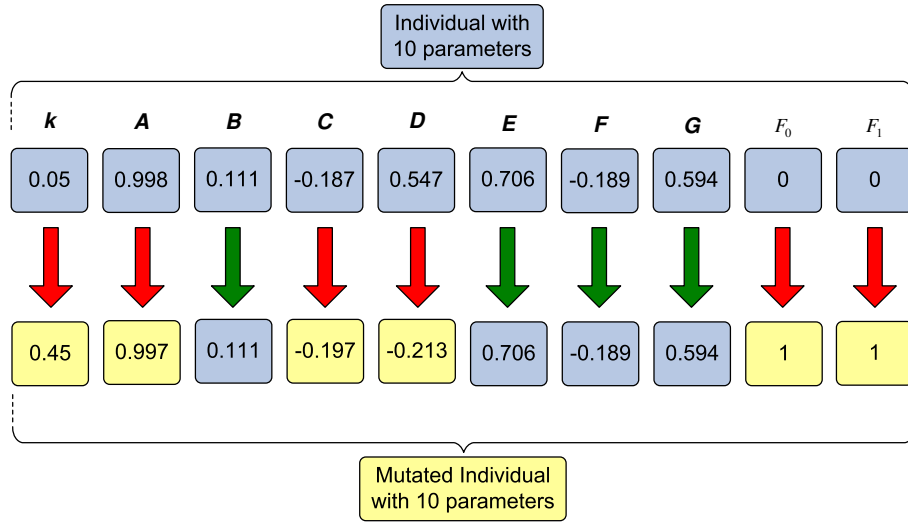 Individual with
10 parameters
k A B C D E F G F₀ F₁
0.05 0.998 0.111 -0.187 0.547 0.706 -0.189 0.594 0 0
0.45 0.997 0.111 -0.197 -0.213 0.706 -0.189 0.594 1 1
Mutated Individual
with 10 parameters